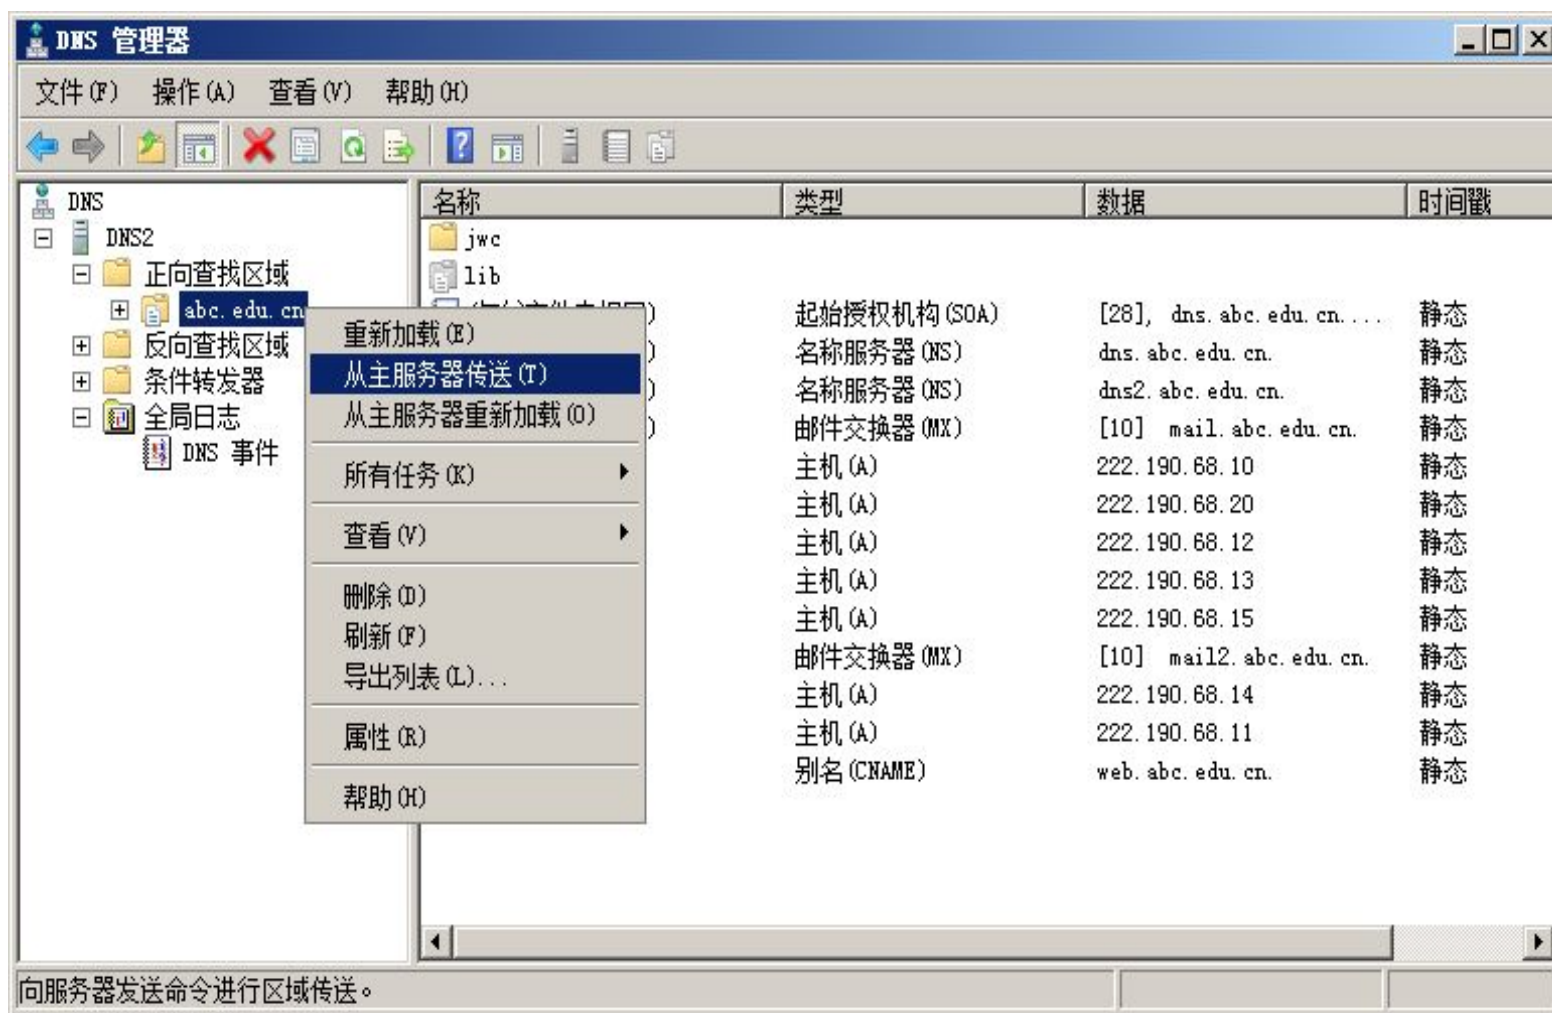 DNS 管理器
文件(F) 操作(A) 查看(V) 帮助(H)
DNS
DNS2
正向查找区域
abc.edu.cn
反向查找区域
条件转发器
全局日志
DNS 事件
重新加载(E)
从主服务器传送(T)
从主服务器重新加载(O)
所有任务(K)
查看(V)
删除(D)
刷新(F)
导出列表(L)...
属性(R)
帮助(H)
名称 类型 数据 时间戳
jwc
lib
起始授权机构(SOA) [28], dns.abc.edu.cn.... 静态
名称服务器(NS) dns.abc.edu.cn. 静态
名称服务器(NS) dns2.abc.edu.cn. 静态
邮件交换器(MX) [10] mail.abc.edu.cn. 静态
主机(A) 222.190.68.10 静态
主机(A) 222.190.68.20 静态
主机(A) 222.190.68.12 静态
主机(A) 222.190.68.13 静态
主机(A) 222.190.68.15 静态
邮件交换器(MX) [10] mail2.abc.edu.cn. 静态
主机(A) 222.190.68.14 静态
主机(A) 222.190.68.11 静态
别名(CNAME) web.abc.edu.cn. 静态
向服务器发送命令进行区域传送。